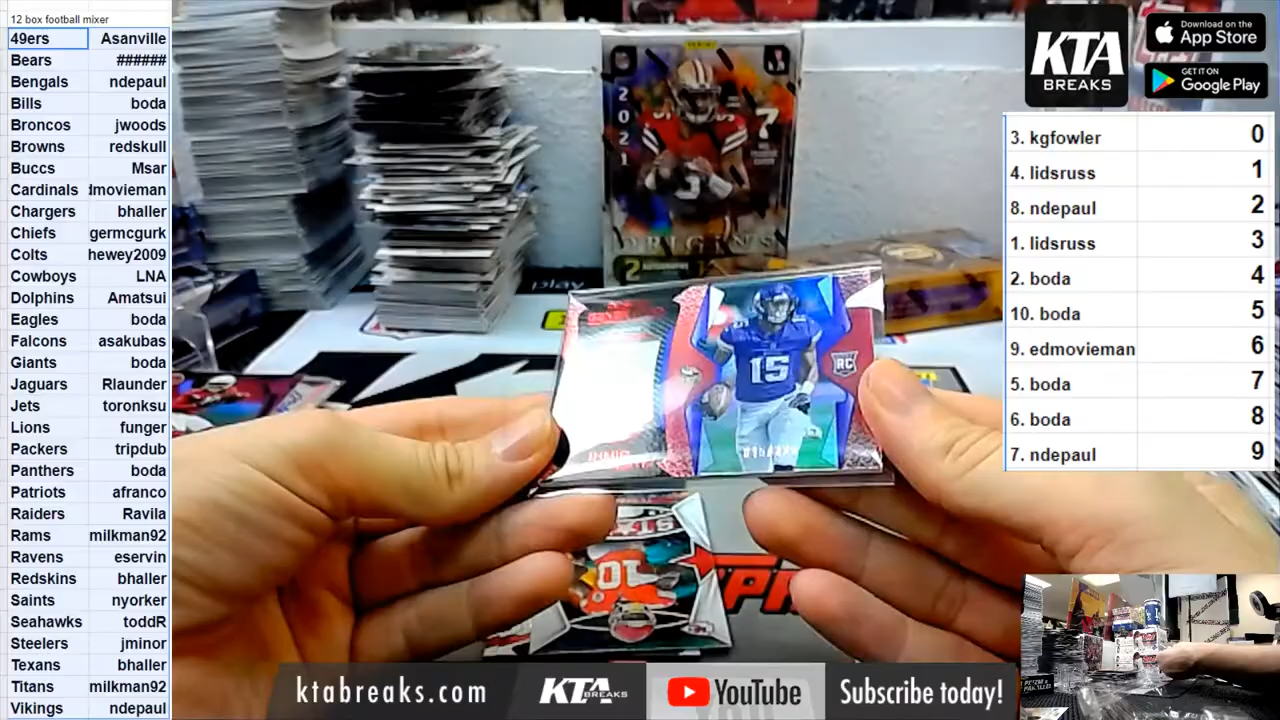 12 box football mixer
49ers Asanville
Bears ######
Bengals ndepaul
Bills boda
Broncos jwoods
Browns redskull
Buccs Msar
Cardinals dmovieman
Chargers bhaller
Chiefs germcgurk
Colts hewey2009
Cowboys LNA
Dolphins Amatsui
Eagles boda
Falcons asakubas
Giants boda
Jaguars Rlaunder
Jets toronksu
Lions funger
Packers tripdub
Panthers boda
Patriots afranco
Raiders Ravila
Rams milkman92
Ravens eservin
Redskins bhaller
Saints nyorker
Seahawks toddR
Steelers jminor
Texans bhaller
Titans milkman92
Vikings ndepaul
2021
7
ORIGINS
2
15
RC
10
KTA
BREAKS
Download on the
App Store
GET IT ON
Google Play
3. kgfowler 0
4. lidsruss 1
8. ndepaul 2
1. lidsruss 3
2. boda 4
10. boda 5
9. edmovieman 6
5. boda 7
6. boda 8
7. ndepaul 9
ktabreaks.com
KTA
BREAKS
YouTube
Subscribe today!